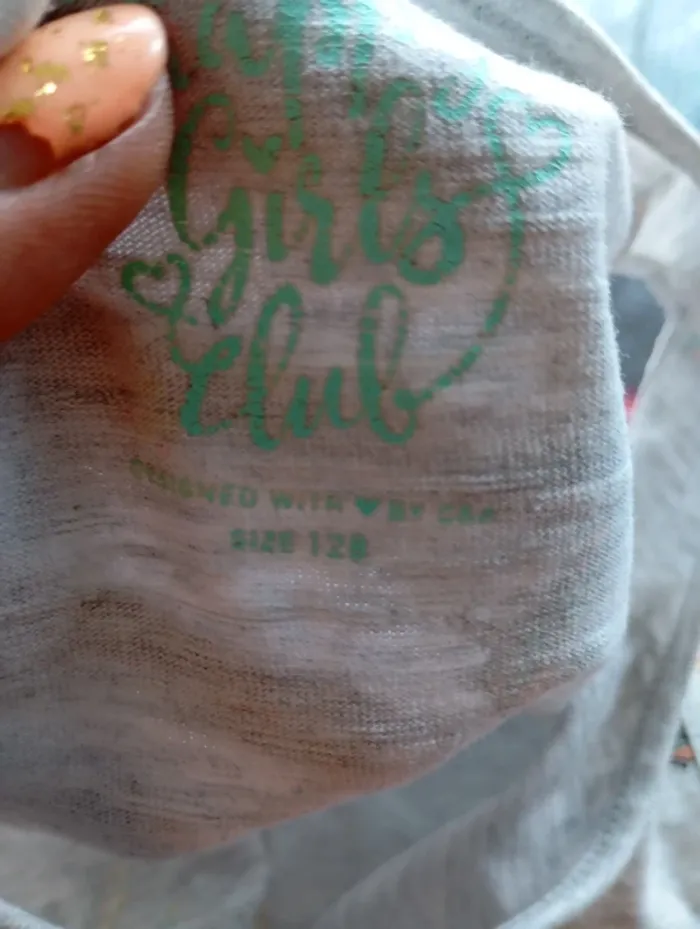 Girls
Club
DESIGNED WITH ♥ BY
SIZE 128